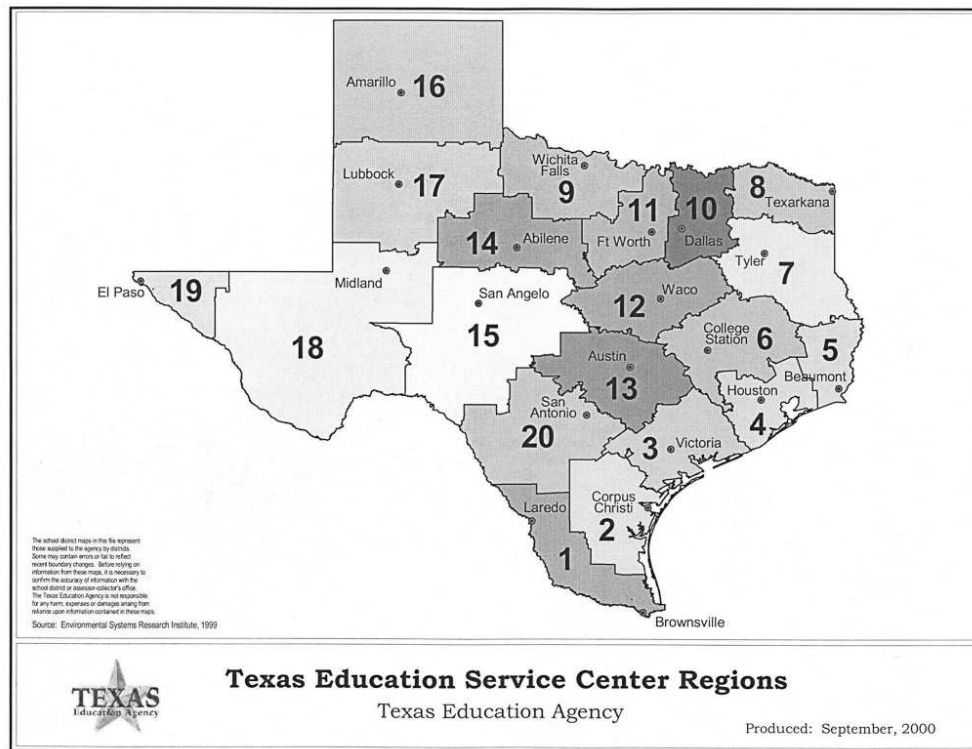 Amarillo
16
Lubbock
17
Wichita
Falls
9
11
10
8
Texarkana
14
Abilene
Ft Worth
Dallas
Tyler
7
El Paso
19
Midland
San Angelo
12
Waco
18
15
College
Station
6
5
Austin
13
Houston
Beaumont
4
San
Antonio
20
3
Victoria
Laredo
Corpus
Christi
2
1
Brownsville
The school district maps in this file represent
those supplied to the agency by districts.
Some may contain errors or fail to reflect
recent boundary changes. Before relying on
information from these maps, it is necessary to
confirm the accuracy of information with the
school district or assessor-collector's office.
The Texas Education Agency is not responsible
for any harm, expenses or damages arising from
reliance upon information contained in these maps.
Source: Environmental Systems Research Institute, 1999
TEXAS
Education Agency
Texas Education Service Center Regions
Texas Education Agency
Produced: September, 2000